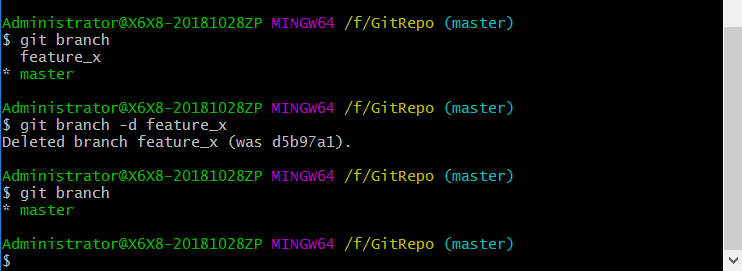 Administrator@X6X8-20181028ZP MINGW64 /f/GitRepo (master)
$ git branch
  feature_x
* master
Administrator@X6X8-20181028ZP MINGW64 /f/GitRepo (master)
$ git branch -d feature_x
Deleted branch feature_x (was d5b97a1).
Administrator@X6X8-20181028ZP MINGW64 /f/GitRepo (master)
$ git branch
* master
Administrator@X6X8-20181028ZP MINGW64 /f/GitRepo (master)
$